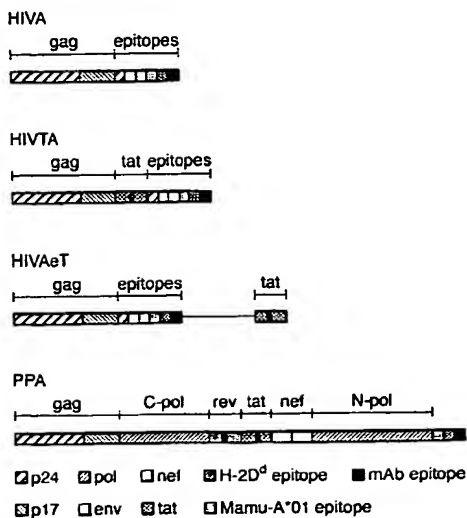 HIVA
gag epitopes
HIVTA
gag tat epitopes
HIVAeT
gag epitopes tat
PPA
gag C-pol rev tat nef N-pol
p24 pol nef H-2Dᵈ epitope mAb epitope
p17 env tat Mamu-A*01 epitope